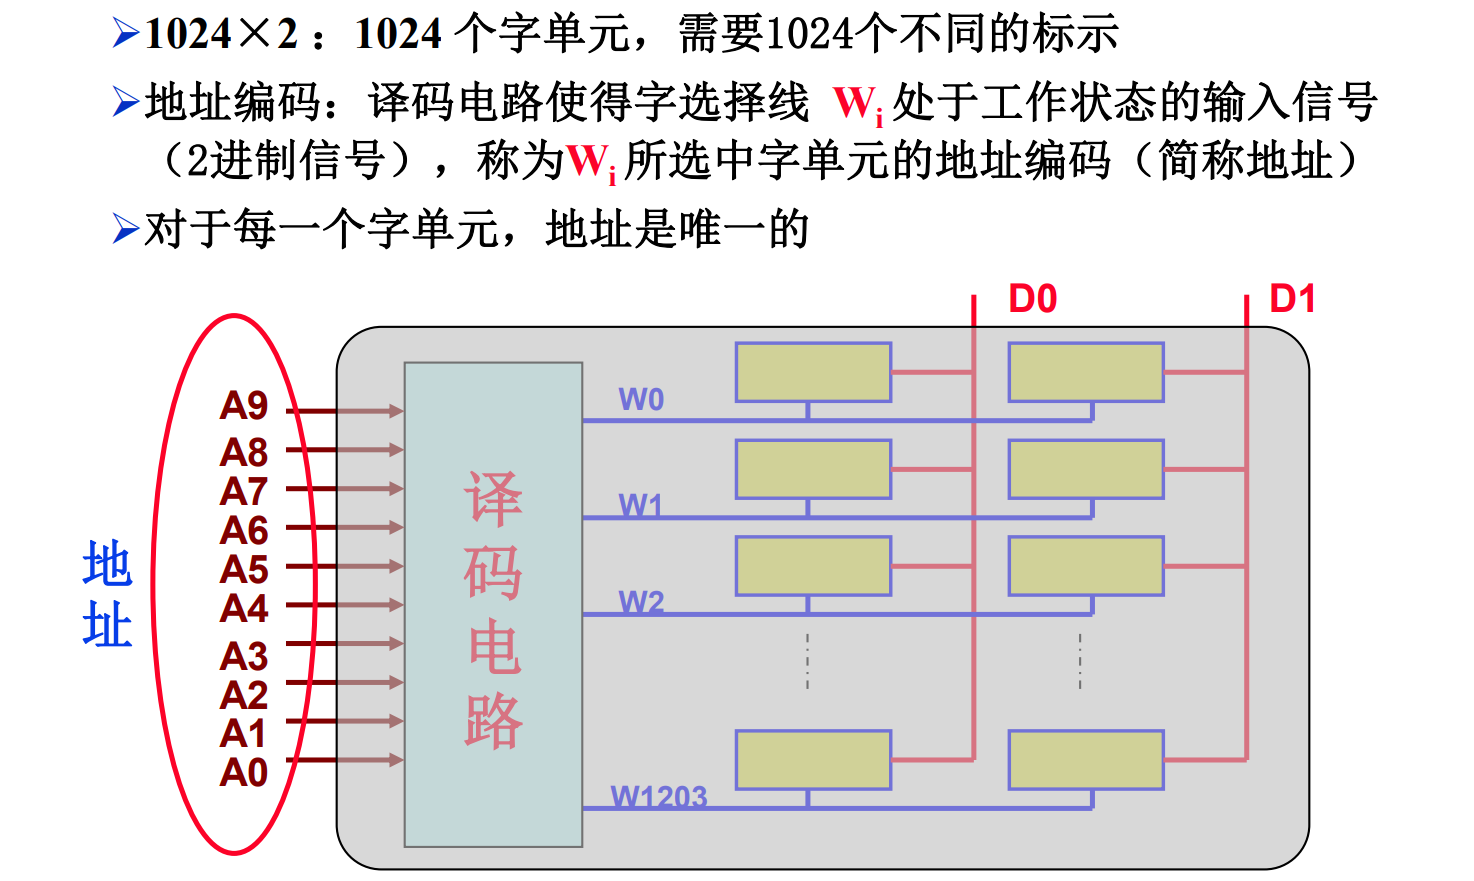 ➢1024×2：1024 个字单元，需要1024个不同的标示
➢地址编码：译码电路使得字选择线 Wi 处于工作状态的输入信号
（2进制信号），称为Wi 所选中字单元的地址编码（简称地址）
➢对于每一个字单元，地址是唯一的
D0
D1
地址
A9
A8
A7
A6
A5
A4
A3
A2
A1
A0
译码电路
W0
W1
W2
W1203